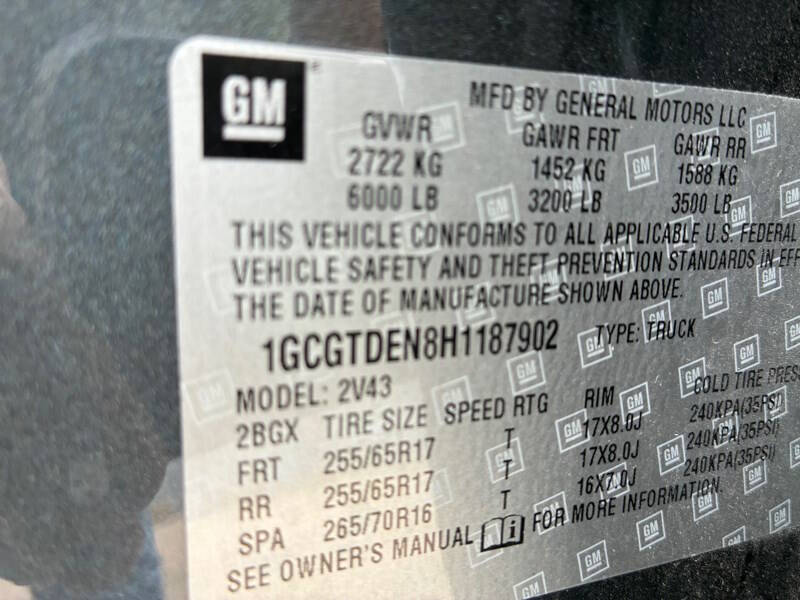 GM
MFD BY GENERAL MOTORS LLC
GVWR GAWR FRT GAWR RR
2722 KG 1452 KG 1588 KG
6000 LB 3200 LB 3500 LB
THIS VEHICLE CONFORMS TO ALL APPLICABLE U.S. FEDERAL
VEHICLE SAFETY AND THEFT PREVENTION STANDARDS IN EFF
THE DATE OF MANUFACTURE SHOWN ABOVE.
1GCGTDEN8H1187902 TYPE: TRUCK
MODEL: 2V43
2BGX TIRE SIZE SPEED RTG RIM COLD TIRE PRES
FRT 255/65R17 T 17X8.0J 240KPA(35PSI)
RR 255/65R17 T 17X8.0J 240KPA(35PSI)
SPA 265/70R16 T 16X7.0J 240KPA(35PSI)
SEE OWNER'S MANUAL i FOR MORE INFORMATION.